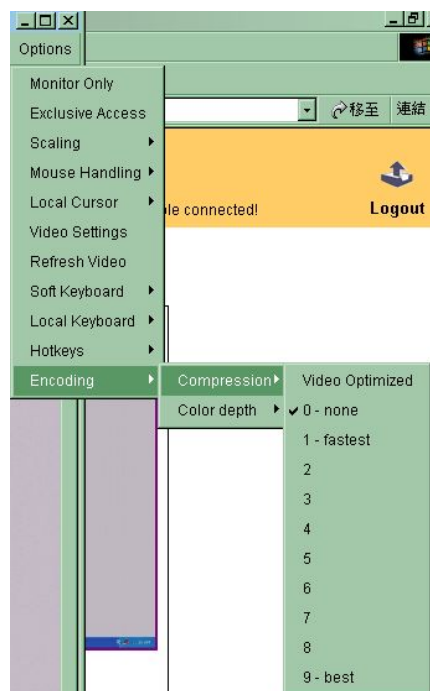 Options
Monitor Only
Exclusive Access
Scaling
Mouse Handling
Local Cursor
Video Settings
Refresh Video
Soft Keyboard
Local Keyboard
Hotkeys
Encoding
移至
連結
connected!
Logout
Compression
Color depth
Video Optimized
0 - none
1 - fastest
2
3
4
5
6
7
8
9 - best